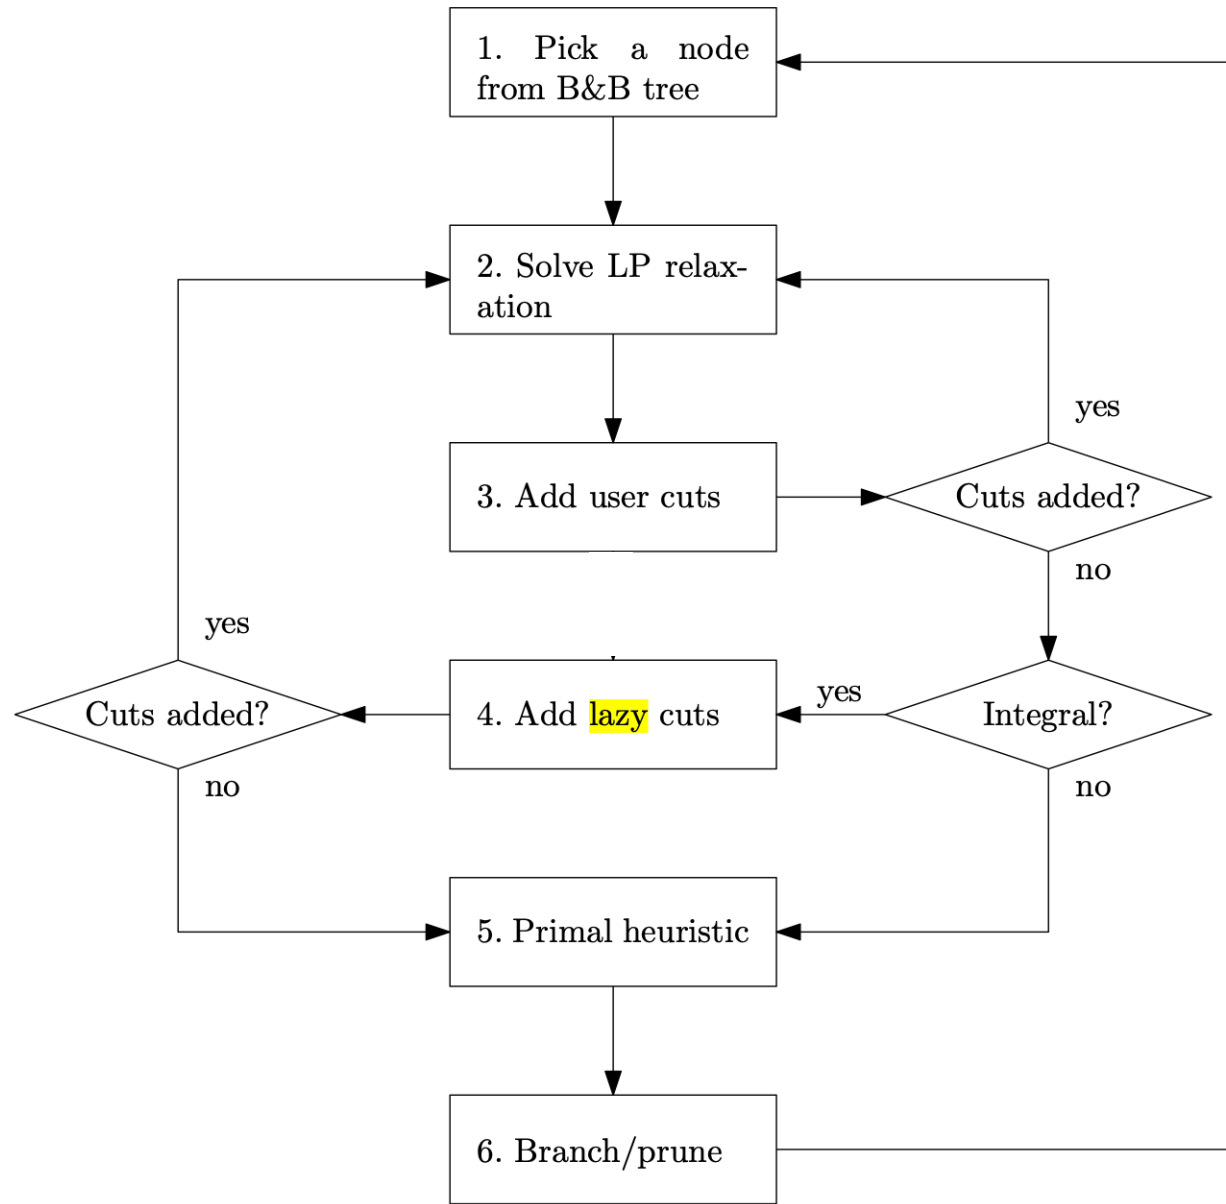 1. Pick a node
from B&B tree
2. Solve LP relax-
ation
yes
3. Add user cuts
Cuts added?
no
yes
Cuts added?
4. Add lazy cuts
yes
Integral?
no
no
5. Primal heuristic
6. Branch/prune